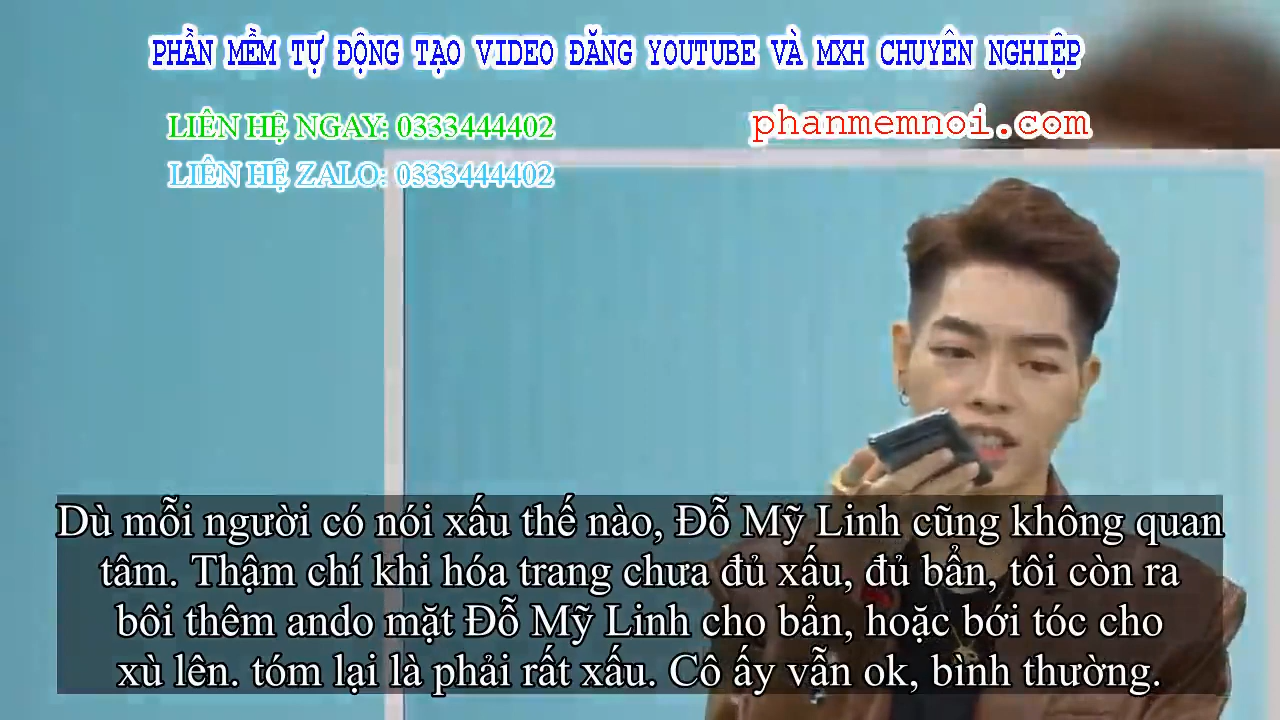 PHẦN MỀM TỰ ĐỘNG TẠO VIDEO ĐĂNG YOUTUBE VÀ MXH CHUYÊN NGHIỆP
LIÊN HỆ NGAY: 0333444402
phanmemnoi.com
LIÊN HỆ ZALO: 0333444402
Dù mỗi người có nói xấu thế nào, Đỗ Mỹ Linh cũng không quan
tâm. Thậm chí khi hóa trang chưa đủ xấu, đủ bẩn, tôi còn ra
bôi thêm ando mặt Đỗ Mỹ Linh cho bẩn, hoặc bới tóc cho
xù lên. tóm lại là phải rất xấu. Cô ấy vẫn ok, bình thường.